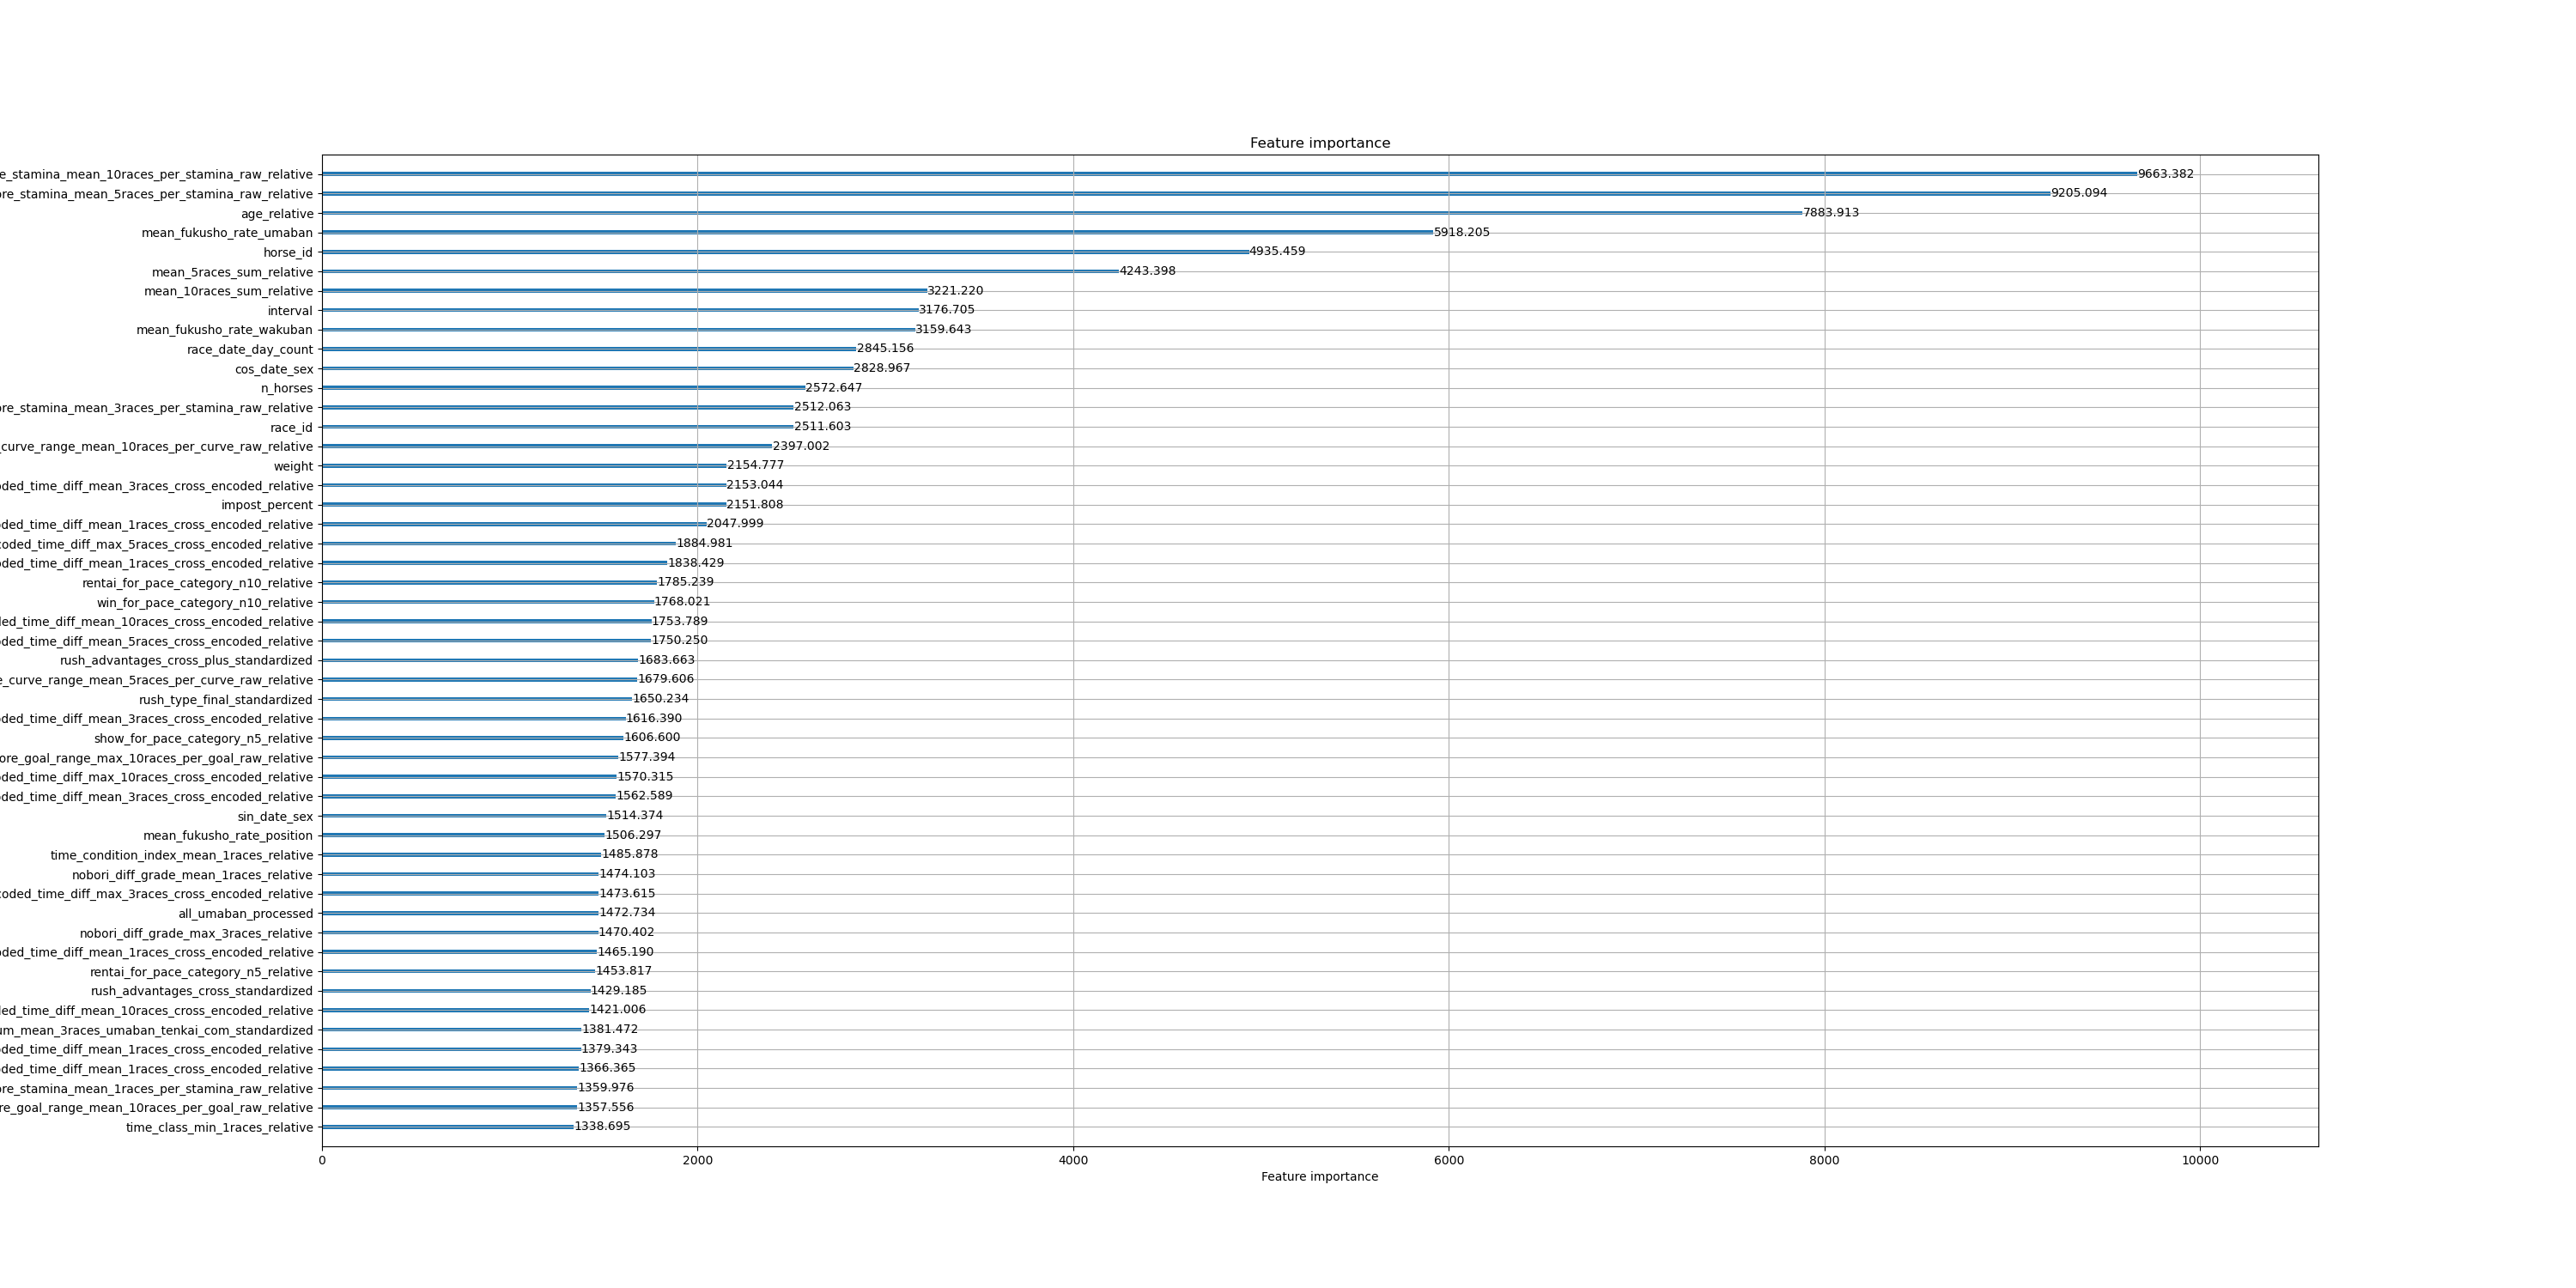 Feature importance
e_stamina_mean_10races_per_stamina_raw_relative 9663.382
ore_stamina_mean_5races_per_stamina_raw_relative 9205.094
age_relative 7883.913
mean_fukusho_rate_umaban 5918.205
horse_id 4935.459
mean_5races_sum_relative 4243.398
mean_10races_sum_relative 3221.220
interval 3176.705
mean_fukusho_rate_wakuban 3159.643
race_date_day_count 2845.156
cos_date_sex 2828.967
n_horses 2572.647
ore_stamina_mean_3races_per_stamina_raw_relative 2512.063
race_id 2511.603
_curve_range_mean_10races_per_curve_raw_relative 2397.002
weight 2154.777
oded_time_diff_mean_3races_cross_encoded_relative 2153.044
impost_percent 2151.808
oded_time_diff_mean_1races_cross_encoded_relative 2047.999
coded_time_diff_max_5races_cross_encoded_relative 1884.981
oded_time_diff_mean_1races_cross_encoded_relative 1838.429
rentai_for_pace_category_n10_relative 1785.239
win_for_pace_category_n10_relative 1768.021
led_time_diff_mean_10races_cross_encoded_relative 1753.789
oded_time_diff_mean_5races_cross_encoded_relative 1750.250
rush_advantages_cross_plus_standardized 1683.663
e_curve_range_mean_5races_per_curve_raw_relative 1679.606
rush_type_final_standardized 1650.234
oded_time_diff_mean_3races_cross_encoded_relative 1616.390
show_for_pace_category_n5_relative 1606.600
ore_goal_range_max_10races_per_goal_raw_relative 1577.394
oded_time_diff_max_10races_cross_encoded_relative 1570.315
oded_time_diff_mean_3races_cross_encoded_relative 1562.589
sin_date_sex 1514.374
mean_fukusho_rate_position 1506.297
time_condition_index_mean_1races_relative 1485.878
nobori_diff_grade_mean_1races_relative 1474.103
coded_time_diff_max_3races_cross_encoded_relative 1473.615
all_umaban_processed 1472.734
nobori_diff_grade_max_3races_relative 1470.402
oded_time_diff_mean_1races_cross_encoded_relative 1465.190
rentai_for_pace_category_n5_relative 1453.817
rush_advantages_cross_standardized 1429.185
led_time_diff_mean_10races_cross_encoded_relative 1421.006
um_mean_3races_umaban_tenkai_com_standardized 1381.472
oded_time_diff_mean_1races_cross_encoded_relative 1379.343
oded_time_diff_mean_1races_cross_encoded_relative 1366.365
ore_stamina_mean_1races_per_stamina_raw_relative 1359.976
re_goal_range_mean_10races_per_goal_raw_relative 1357.556
time_class_min_1races_relative 1338.695
0 2000 4000 6000 8000 10000
Feature importance